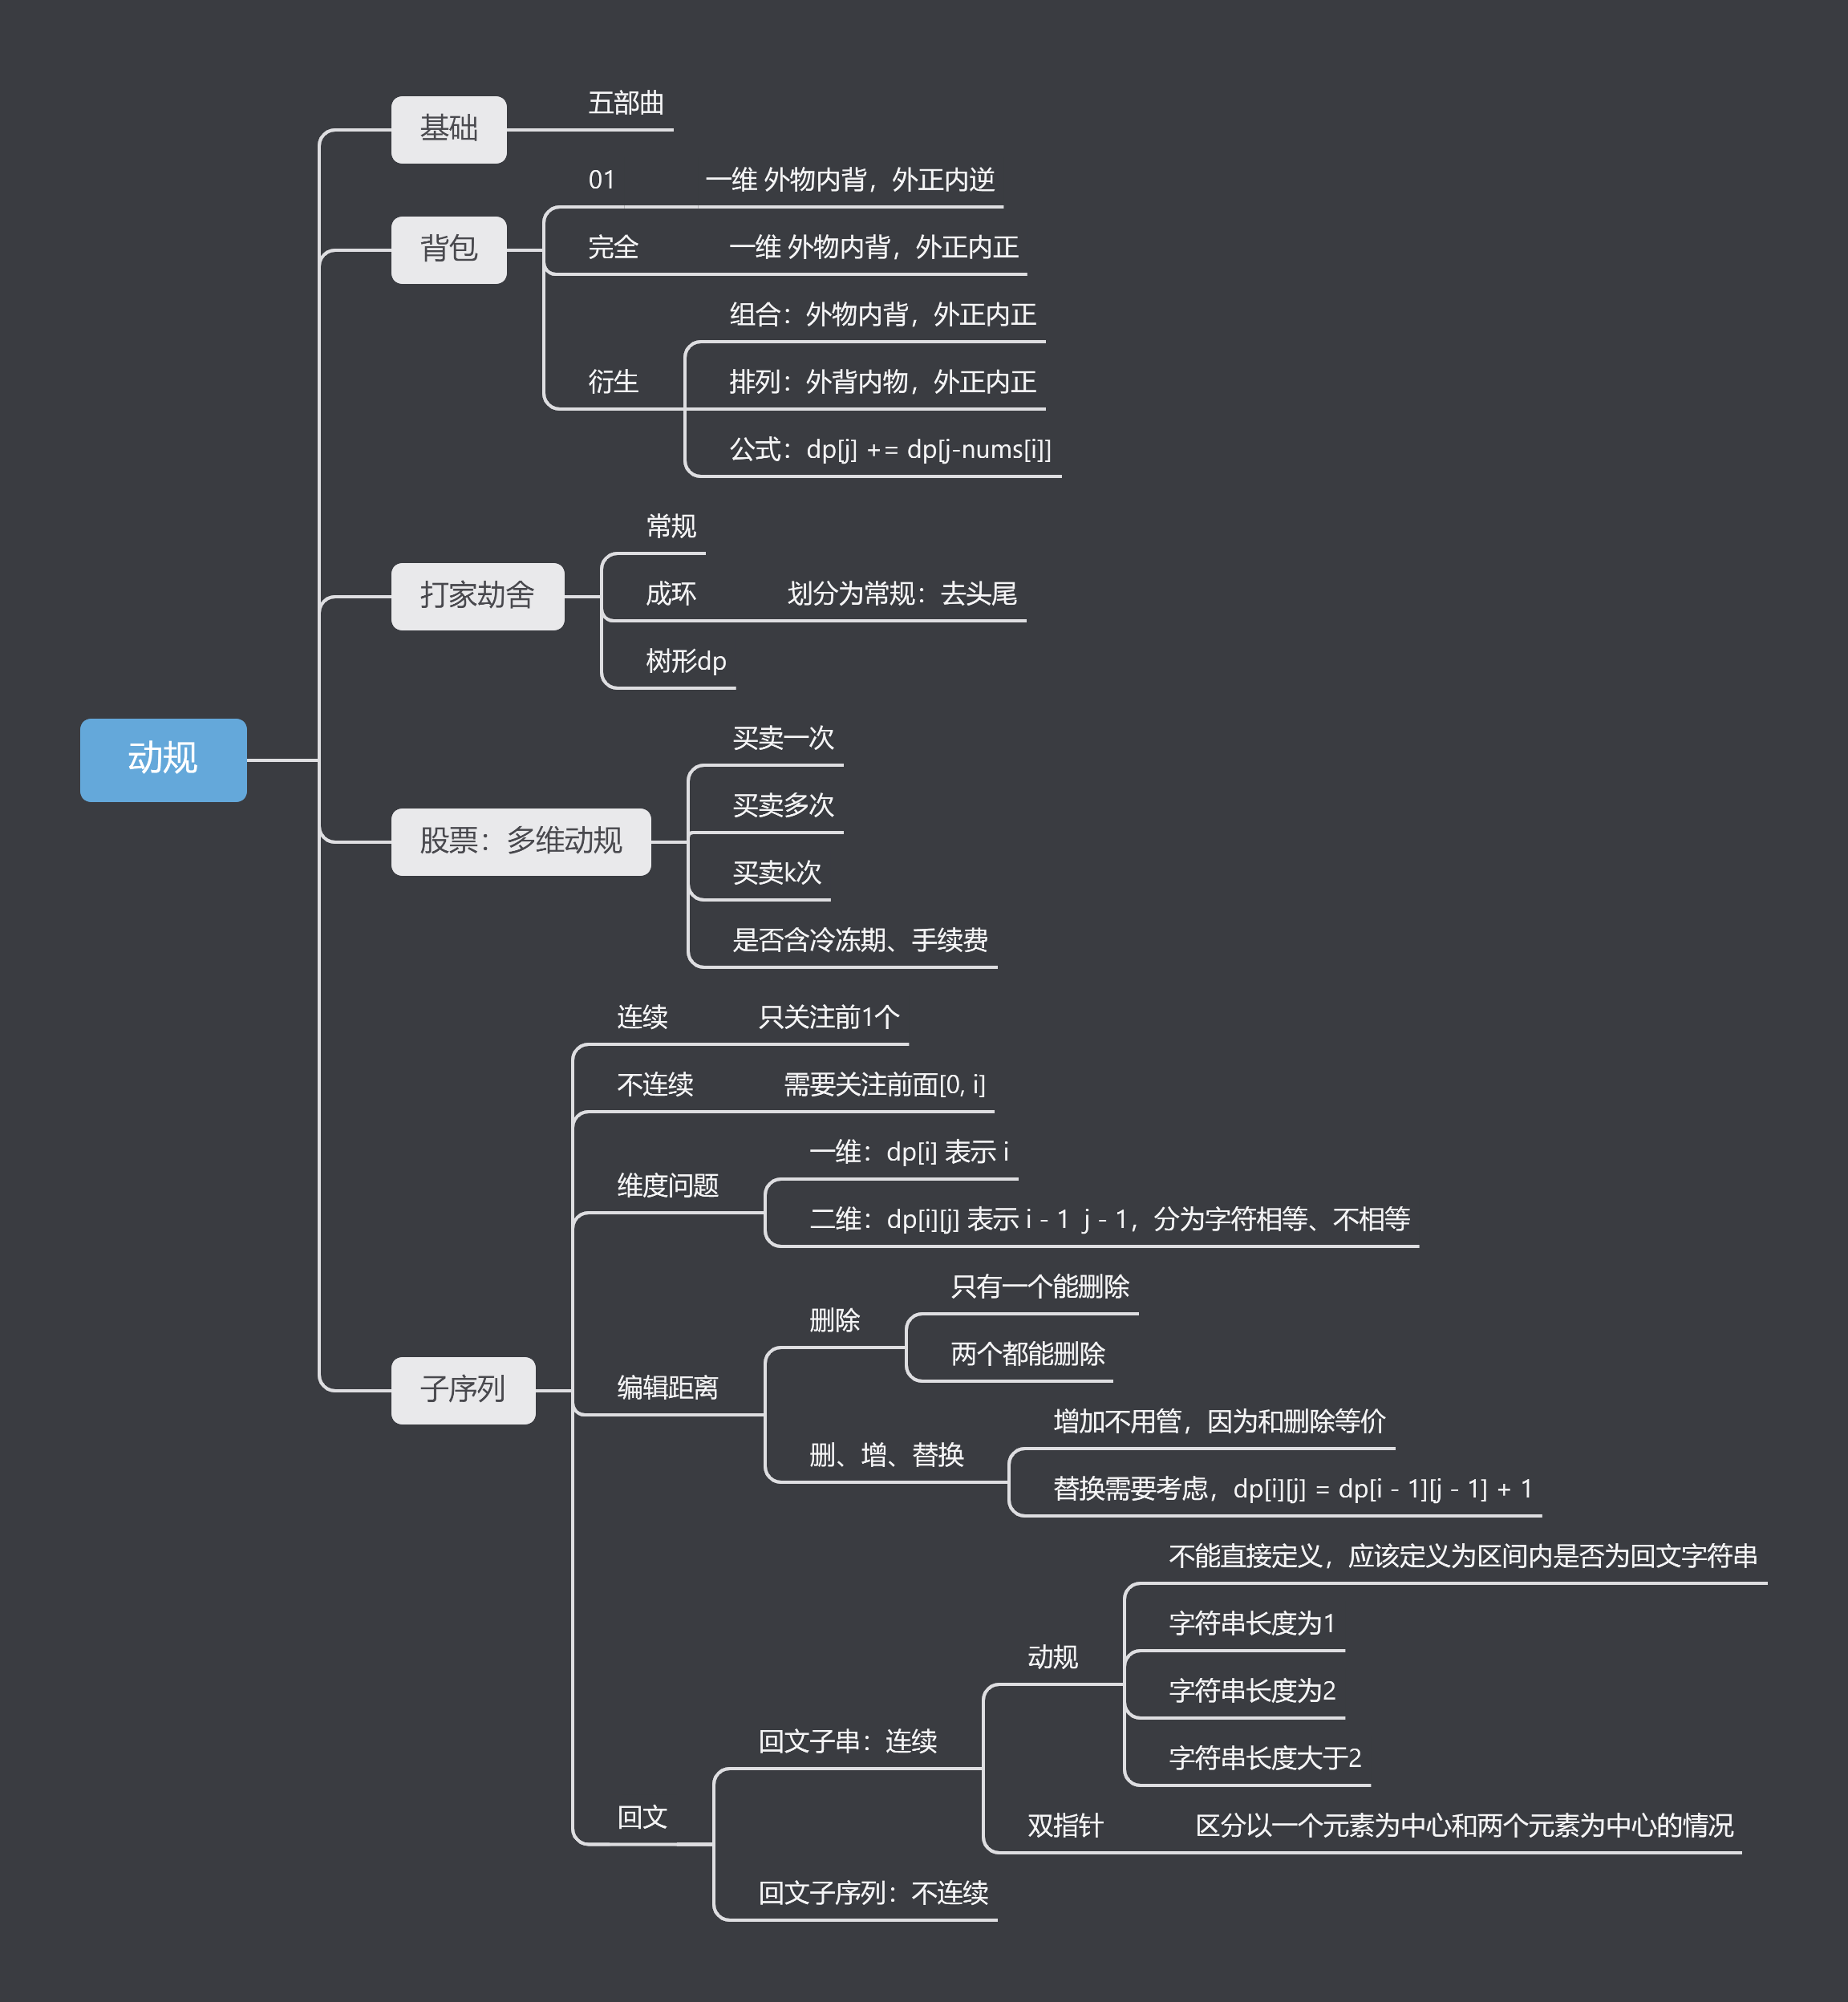 动规
基础
五部曲
背包
01
一维 外物内背，外正内逆
完全
一维 外物内背，外正内正
衍生
组合：外物内背，外正内正
排列：外背内物，外正内正
公式：dp[j] += dp[j-nums[i]]
打家劫舍
常规
成环
划分为常规：去头尾
树形dp
股票：多维动规
买卖一次
买卖多次
买卖k次
是否含冷冻期、手续费
子序列
连续
只关注前1个
不连续
需要关注前面[0, i]
维度问题
一维：dp[i] 表示 i
二维：dp[i][j] 表示 i - 1  j - 1，分为字符相等、不相等
编辑距离
删除
只有一个能删除
两个都能删除
删、增、替换
增加不用管，因为和删除等价
替换需要考虑，dp[i][j] = dp[i - 1][j - 1] + 1
回文
回文子串：连续
动规
不能直接定义，应该定义为区间内是否为回文字符串
字符串长度为1
字符串长度为2
字符串长度大于2
双指针
区分以一个元素为中心和两个元素为中心的情况
回文子序列：不连续